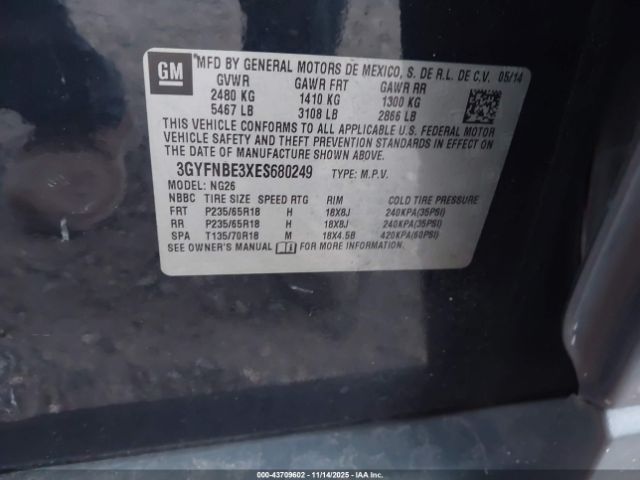 GM
MFD BY GENERAL MOTORS DE MEXICO, S. DE R.L. DE C.V. 05/14
GVWR GAWR FRT GAWR RR
2480 KG 1410 KG 1300 KG
5467 LB 3108 LB 2866 LB
THIS VEHICLE CONFORMS TO ALL APPLICABLE U.S. FEDERAL MOTOR
VEHICLE SAFETY AND THEFT PREVENTION STANDARDS IN EFFECT ON
THE DATE OF MANUFACTURE SHOWN ABOVE.
3GYFNBE3XES680249 TYPE: M.P.V.
MODEL: NG26
NBBC TIRE SIZE SPEED RTG RIM COLD TIRE PRESSURE
FRT P235/65R18 H 18X8J 240KPA(35PSI)
RR P235/65R18 H 18X8J 240KPA(35PSI)
SPA T135/70R18 M 18X4.5B 420KPA(60PSI)
SEE OWNER'S MANUAL FOR MORE INFORMATION.
000-43709602 11/14/2025 IAAI.COM